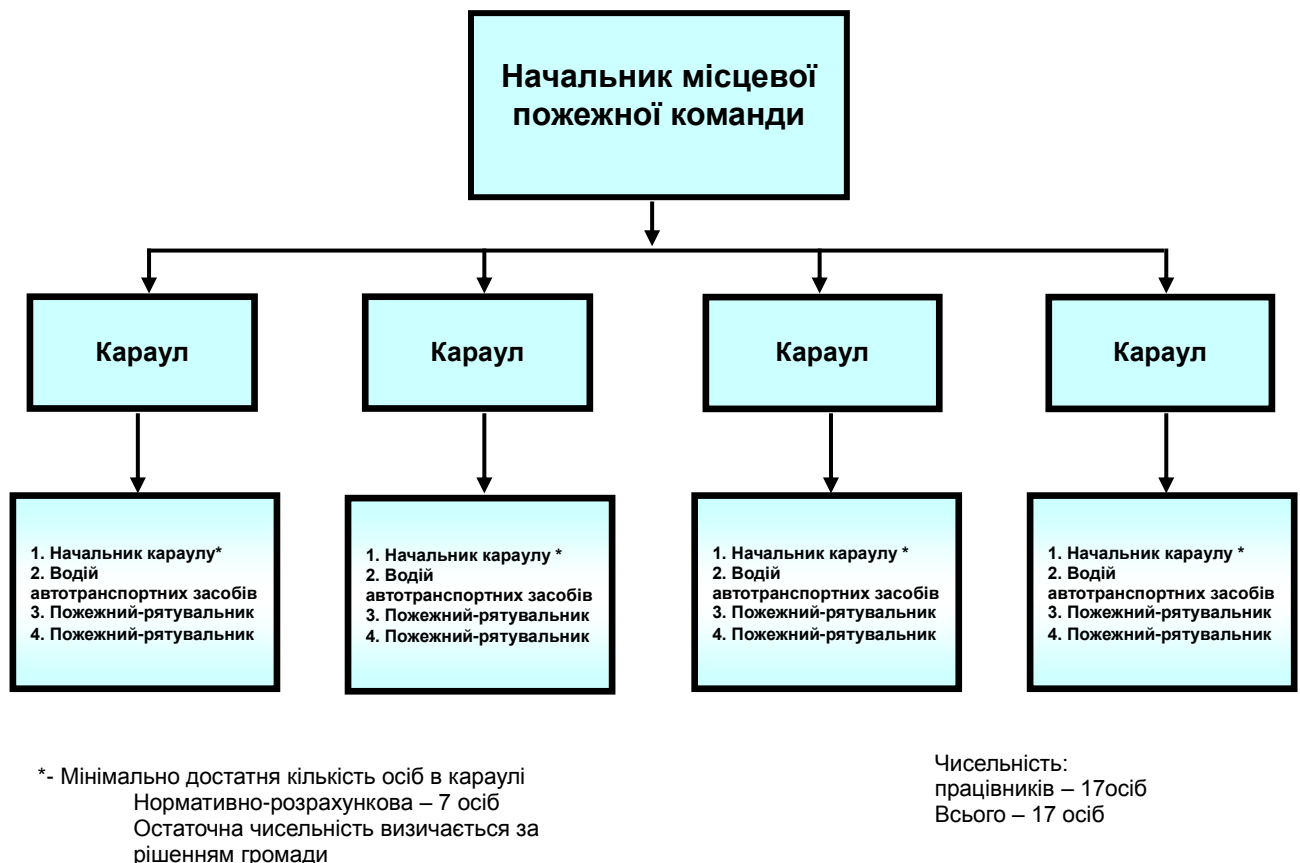 Начальник місцевої
пожежної команди
Караул
Караул
Караул
Караул
1. Начальник караулу*
2. Водій
автотранспортних засобів
3. Пожежний-рятувальник
4. Пожежний-рятувальник
1. Начальник караулу *
2. Водій
автотранспортних засобів
3. Пожежний-рятувальник
4. Пожежний-рятувальник
1. Начальник караулу *
2. Водій
автотранспортних засобів
3. Пожежний-рятувальник
4. Пожежний-рятувальник
1. Начальник караулу *
2. Водій
автотранспортних засобів
3. Пожежний-рятувальник
4. Пожежний-рятувальник
*- Мінімально достатня кількість осіб в караулі
Нормативно-розрахункова – 7 осіб
Остаточна чисельність визичається за
рішенням громади
Чисельність:
працівників – 17осіб
Всього – 17 осіб